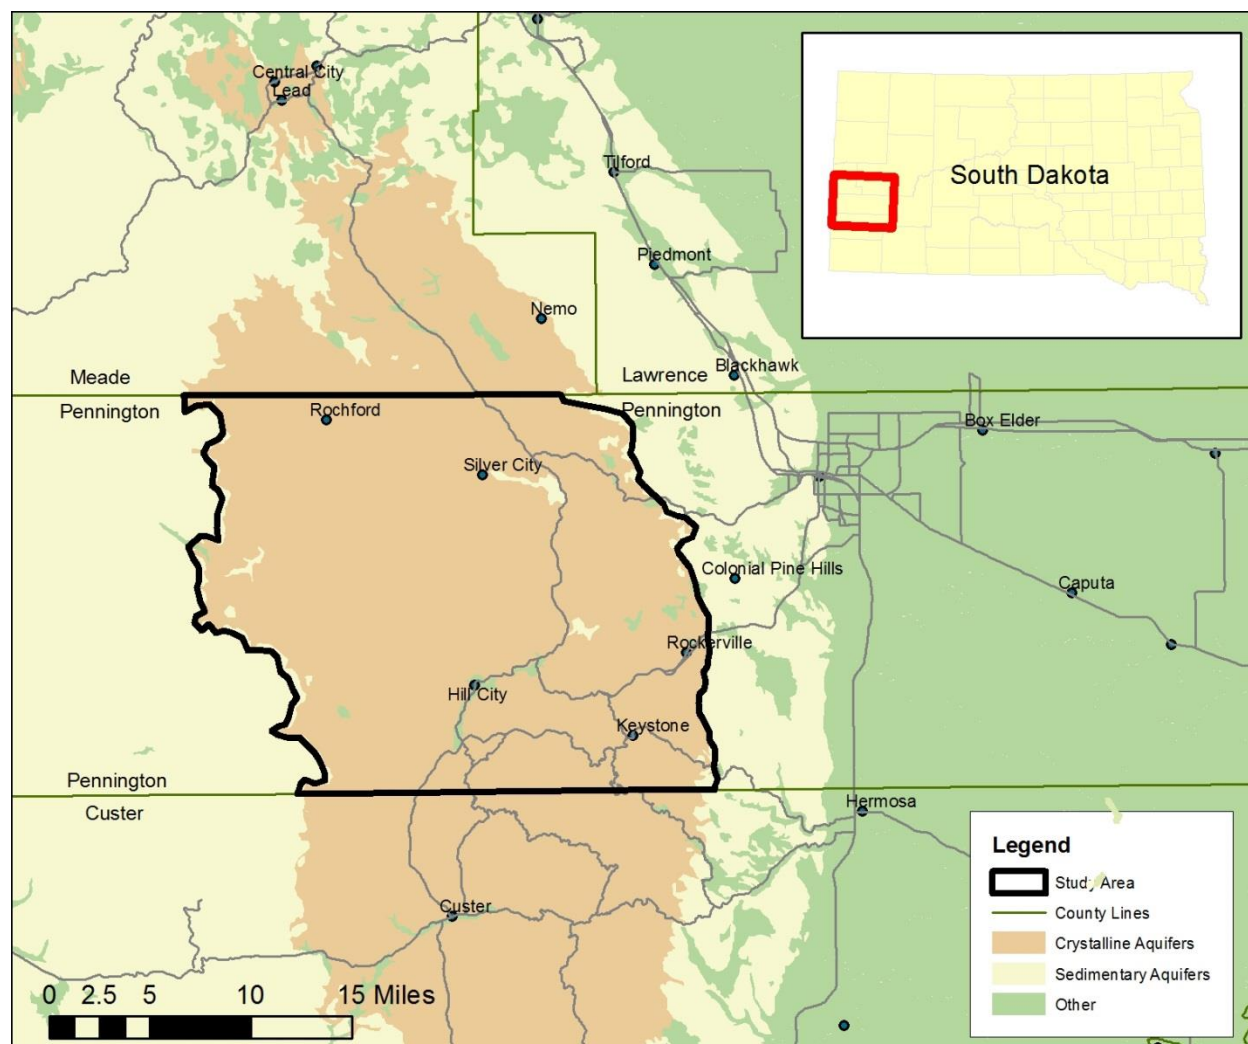 Central City
Lead
Tilford
South Dakota
Piedmont
Nemo
Meade
Lawrence
Blackhawk
Pennington
Rochford
Pennington
Box Elder
Silver City
Colonial Pine Hills
Caputa
Rockerville
Hill City
Keystone
Pennington
Custer
Hermosa
Custer
Legend
Study Area
County Lines
Crystalline Aquifers
Sedimentary Aquifers
Other
0 2.5 5 10 15 Miles